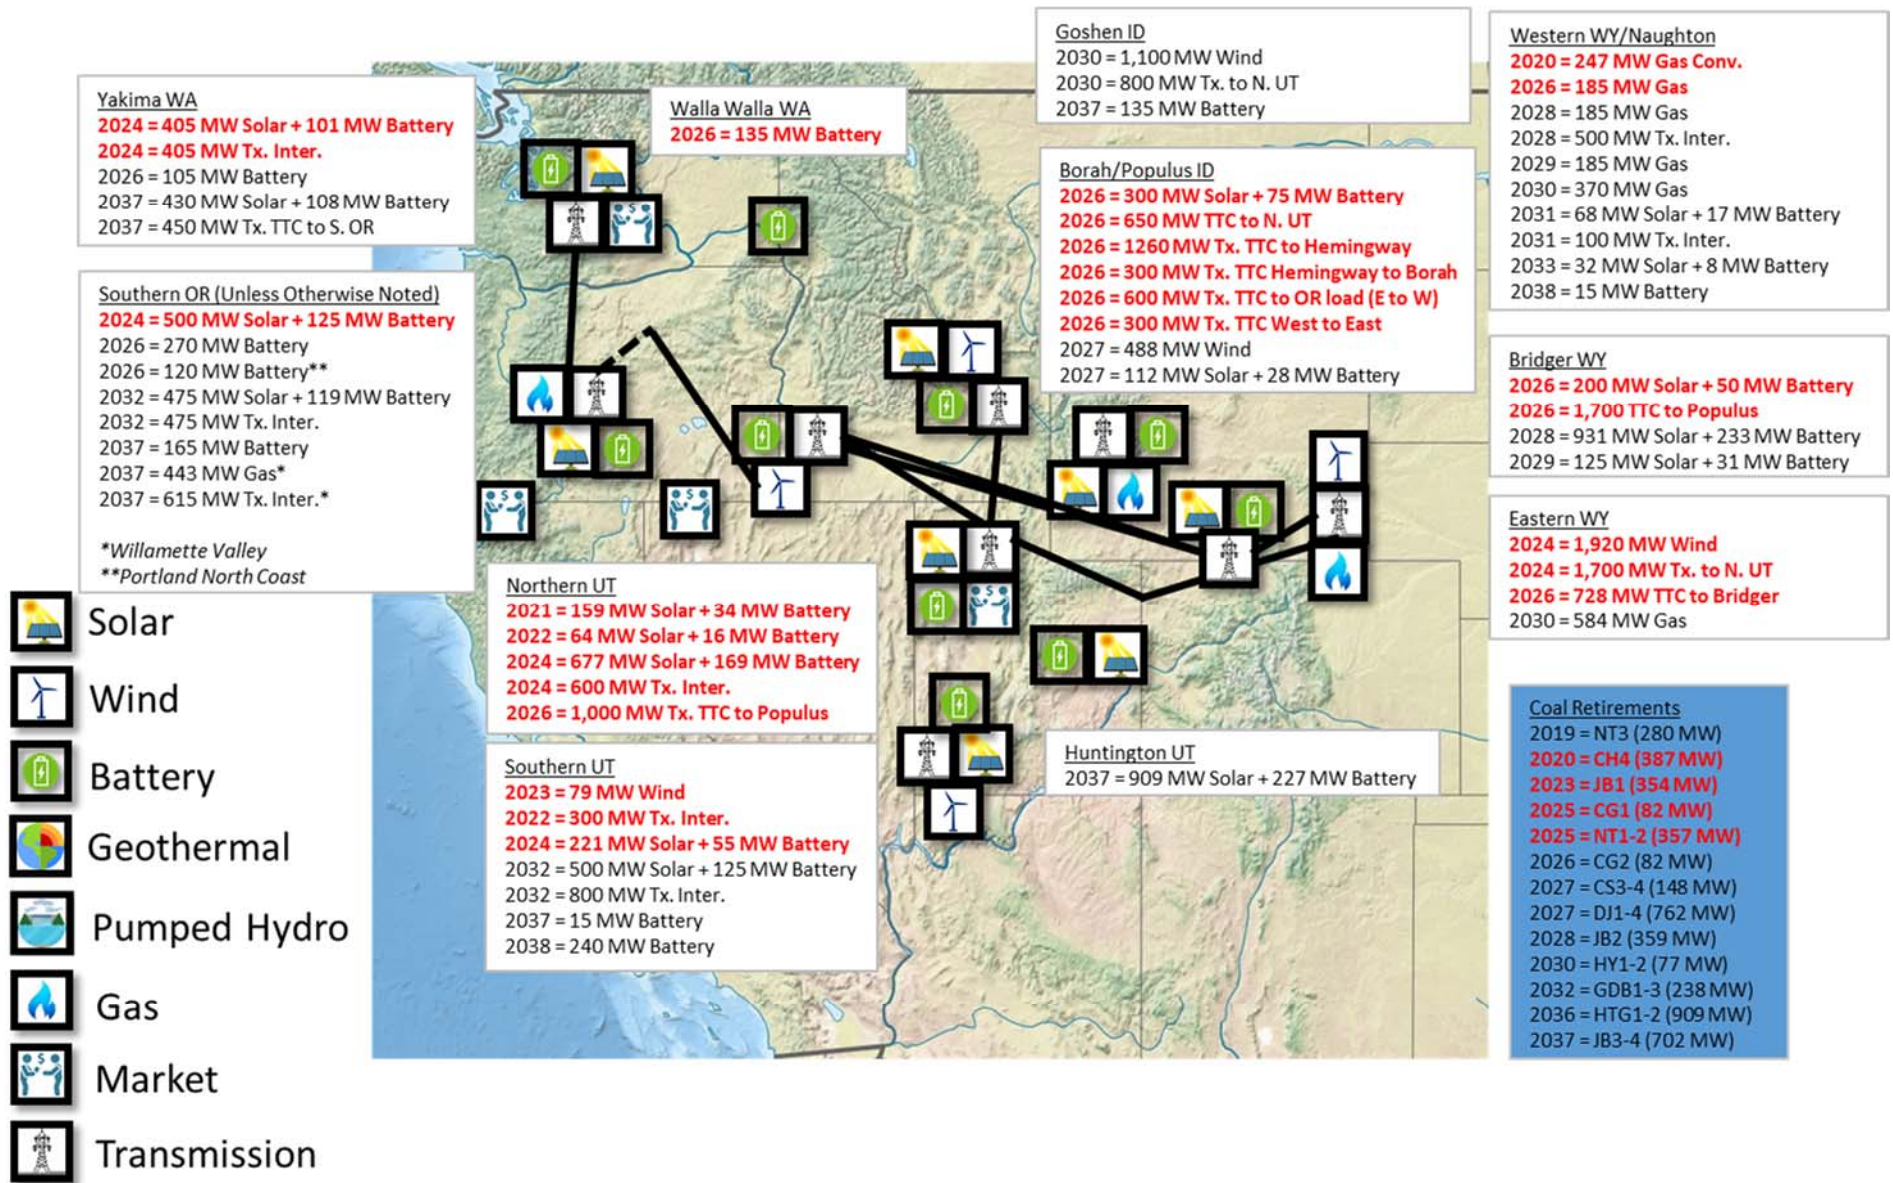 Yakima WA
2024 = 405 MW Solar + 101 MW Battery
2024 = 405 MW Tx. Inter.
2026 = 105 MW Battery
2037 = 430 MW Solar + 108 MW Battery
2037 = 450 MW Tx. TTC to S. OR
Walla Walla WA
2026 = 135 MW Battery
Goshen ID
2030 = 1,100 MW Wind
2030 = 800 MW Tx. to N. UT
2037 = 135 MW Battery
Western WY/Naughton
2020 = 247 MW Gas Conv.
2026 = 185 MW Gas
2028 = 185 MW Gas
2028 = 500 MW Tx. Inter.
2029 = 185 MW Gas
2030 = 370 MW Gas
2031 = 68 MW Solar + 17 MW Battery
2031 = 100 MW Tx. Inter.
2033 = 32 MW Solar + 8 MW Battery
2038 = 15 MW Battery
Borah/Populus ID
2026 = 300 MW Solar + 75 MW Battery
2026 = 650 MW TTC to N. UT
2026 = 1260 MW Tx. TTC to Hemingway
2026 = 300 MW Tx. TTC Hemingway to Borah
2026 = 600 MW Tx. TTC to OR load (E to W)
2026 = 300 MW Tx. TTC West to East
2027 = 488 MW Wind
2027 = 112 MW Solar + 28 MW Battery
Southern OR (Unless Otherwise Noted)
2024 = 500 MW Solar + 125 MW Battery
2026 = 270 MW Battery
2026 = 120 MW Battery**
2032 = 475 MW Solar + 119 MW Battery
2032 = 475 MW Tx. Inter.
2037 = 165 MW Battery
2037 = 443 MW Gas*
2037 = 615 MW Tx. Inter.*
*Willamette Valley
**Portland North Coast
Bridger WY
2026 = 200 MW Solar + 50 MW Battery
2026 = 1,700 TTC to Populus
2028 = 931 MW Solar + 233 MW Battery
2029 = 125 MW Solar + 31 MW Battery
Eastern WY
2024 = 1,920 MW Wind
2024 = 1,700 MW Tx. to N. UT
2026 = 728 MW TTC to Bridger
2030 = 584 MW Gas
Northern UT
2021 = 159 MW Solar + 34 MW Battery
2022 = 64 MW Solar + 16 MW Battery
2024 = 677 MW Solar + 169 MW Battery
2024 = 600 MW Tx. Inter.
2026 = 1,000 MW Tx. TTC to Populus
Southern UT
2023 = 79 MW Wind
2022 = 300 MW Tx. Inter.
2024 = 221 MW Solar + 55 MW Battery
2032 = 500 MW Solar + 125 MW Battery
2032 = 800 MW Tx. Inter.
2037 = 15 MW Battery
2038 = 240 MW Battery
Huntington UT
2037 = 909 MW Solar + 227 MW Battery
Coal Retirements
2019 = NT3 (280 MW)
2020 = CH4 (387 MW)
2023 = JB1 (354 MW)
2025 = CG1 (82 MW)
2025 = NT1-2 (357 MW)
2026 = CG2 (82 MW)
2027 = CS3-4 (148 MW)
2027 = DJ1-4 (762 MW)
2028 = JB2 (359 MW)
2030 = HY1-2 (77 MW)
2032 = GDB1-3 (238 MW)
2036 = HTG1-2 (909 MW)
2037 = JB3-4 (702 MW)
Solar
Wind
Battery
Geothermal
Pumped Hydro
Gas
Market
Transmission